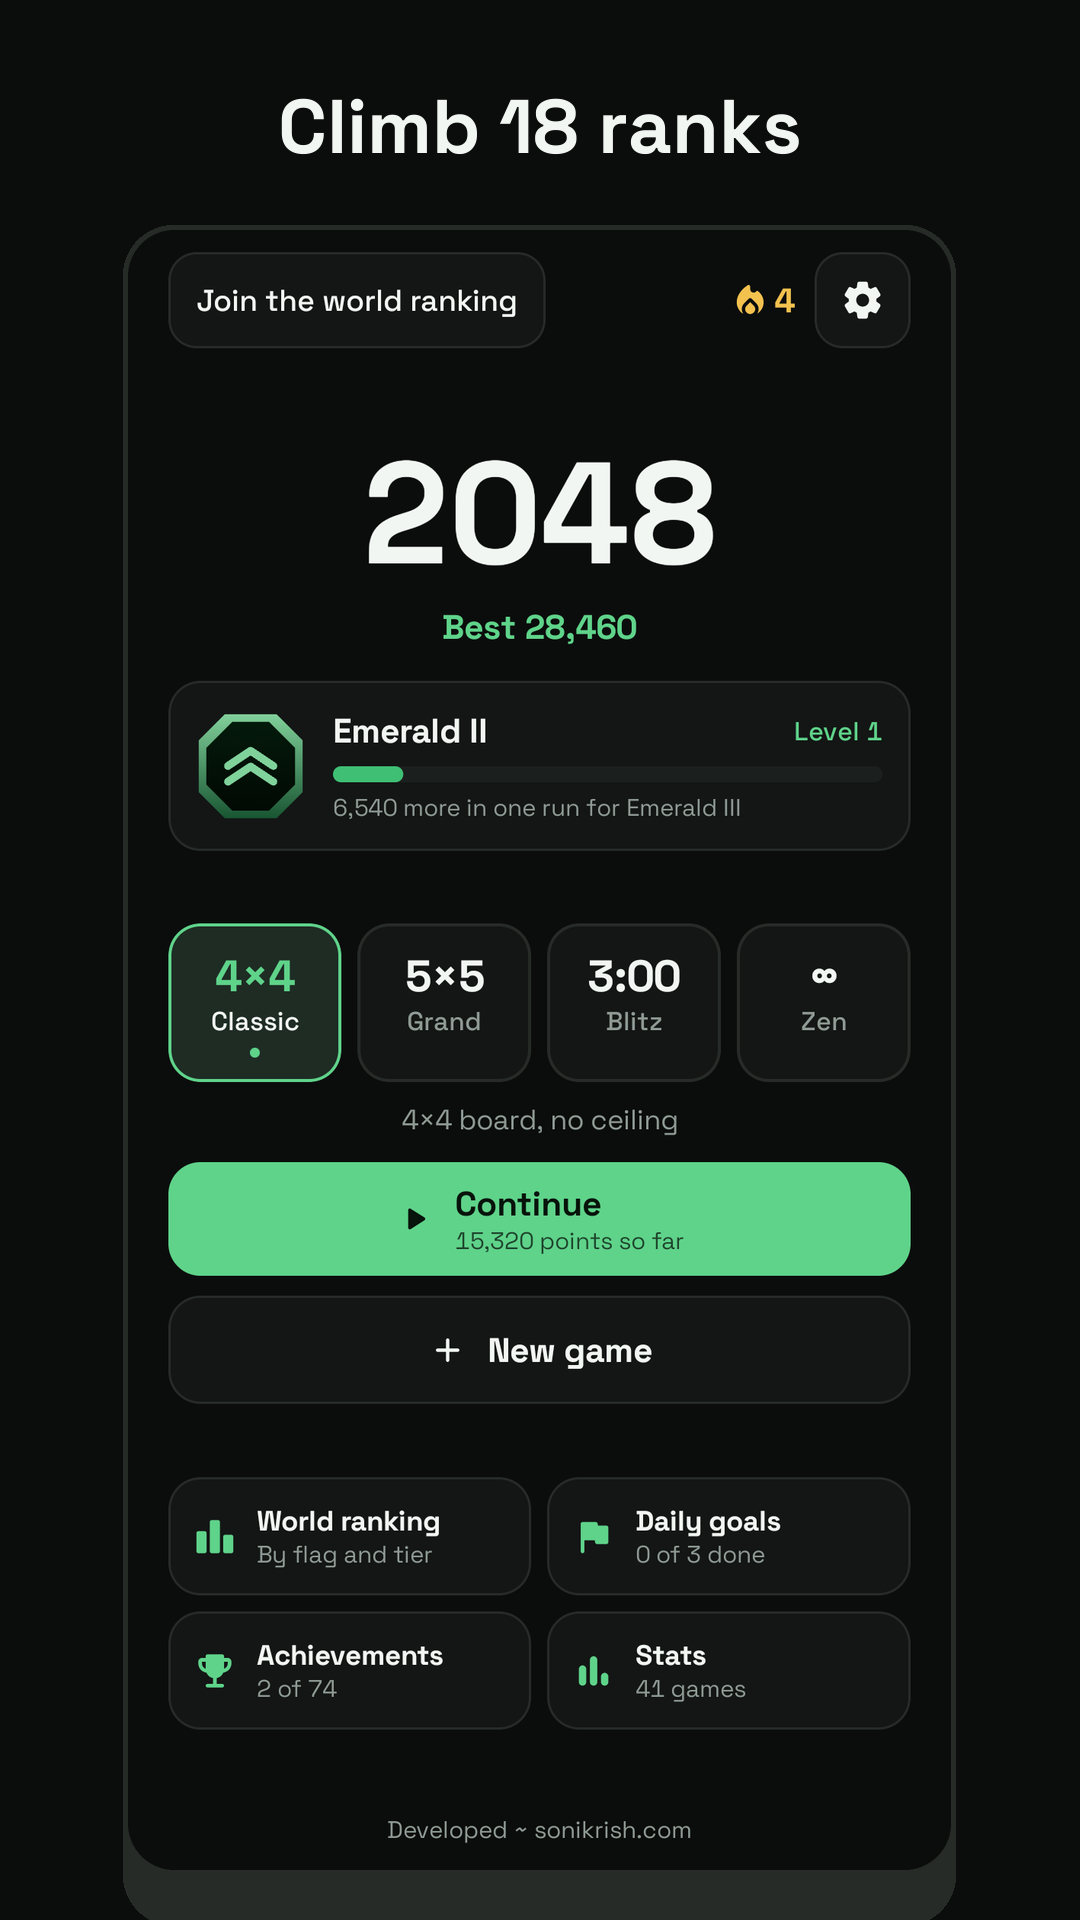 Climb 18 ranks
Join the world ranking
4
2048
Best 28,460
Emerald II
Level 1
6,540 more in one run for Emerald III
4×4
Classic
5×5
Grand
3:00
Blitz
∞
Zen
4×4 board, no ceiling
Continue
15,320 points so far
New game
World ranking
By flag and tier
Daily goals
0 of 3 done
Achievements
2 of 74
Stats
41 games
Developed ~ sonikrish.com